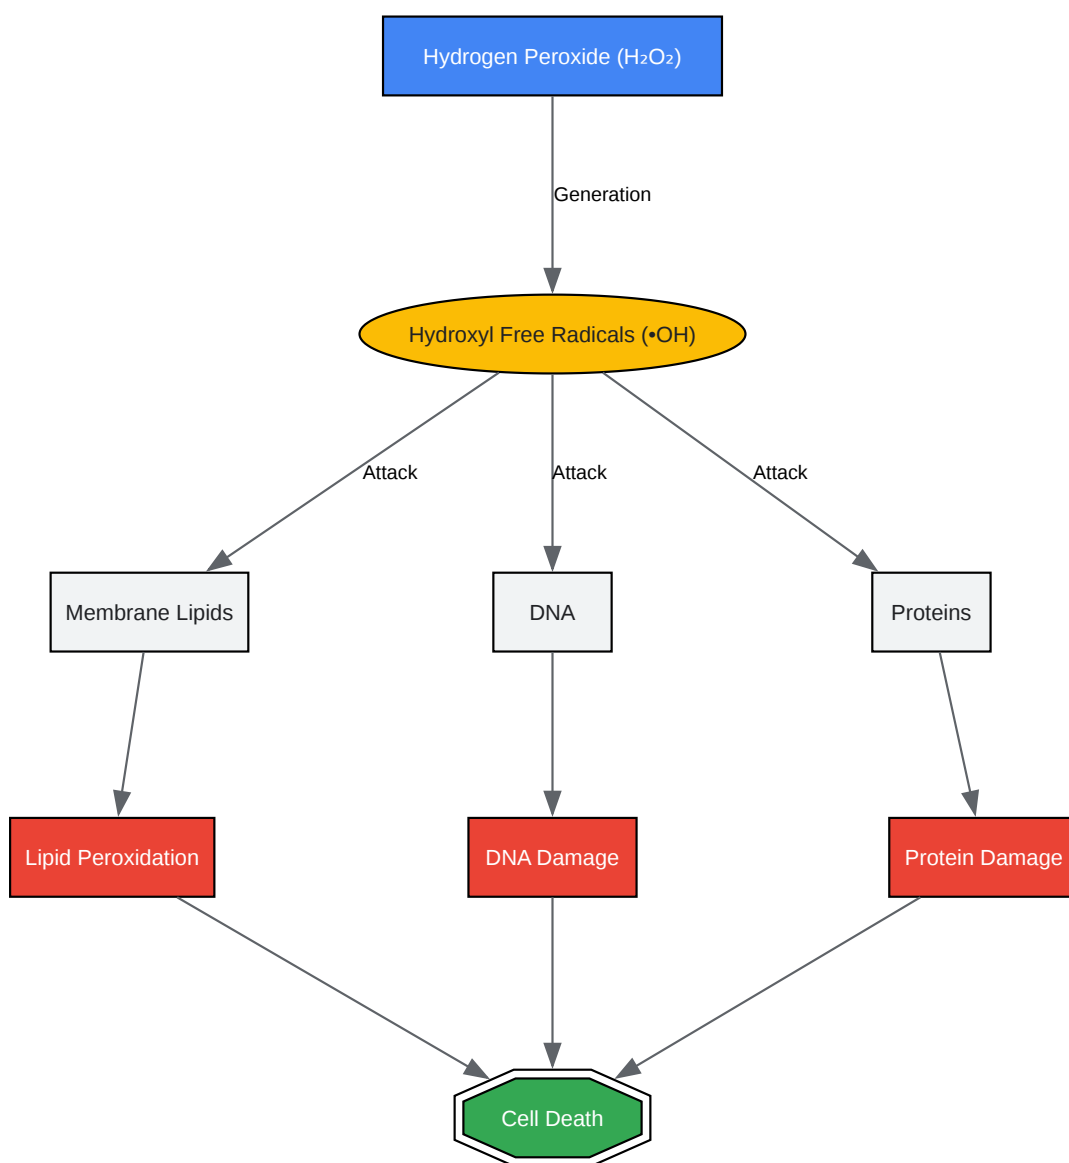 Hydrogen Peroxide (H₂O₂)
Generation
Hydroxyl Free Radicals (•OH)
Attack
Attack
Attack
Membrane Lipids
DNA
Proteins
Lipid Peroxidation
DNA Damage
Protein Damage
Cell Death